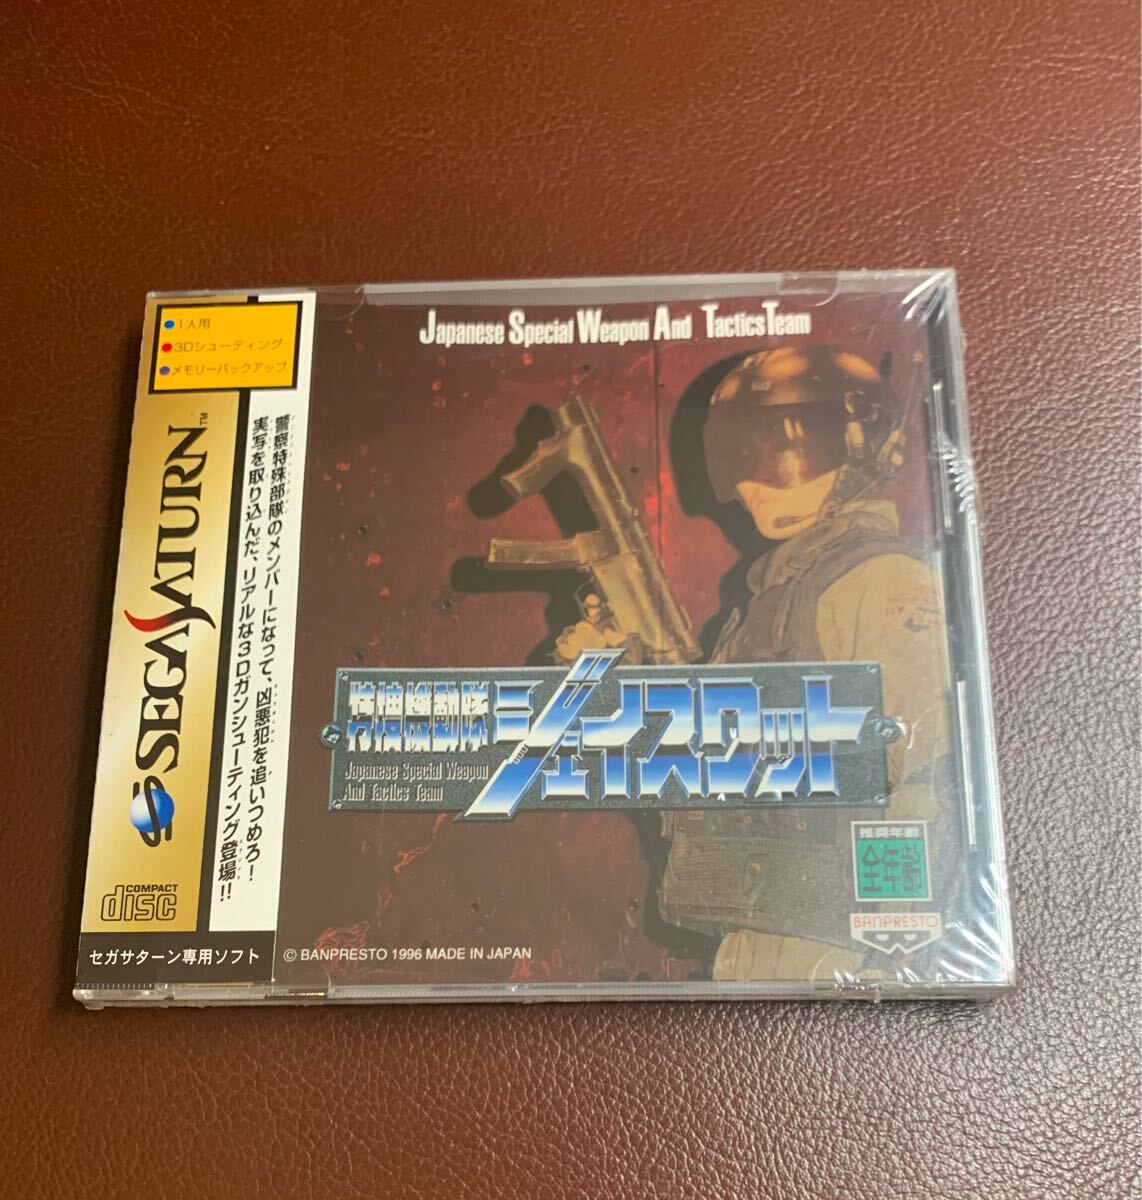 ●1人用
●3Dシューティング
●メモリーバックアップ
SEGA SATURN™
警察特殊部隊のメンバーになって、凶悪犯を追いつめろ!
実写を取り込んだ、リアルな3Dガンシューティング登場!!
COMPACT
disc
セガサターン専用ソフト
Japanese Special Weapon And Tactics Team
特捜機動隊
ジェイスワット
Japanese Special Weapon
And Tactics Team
推奨年齢
全年齢
BANPRESTO
© BANPRESTO 1996 MADE IN JAPAN